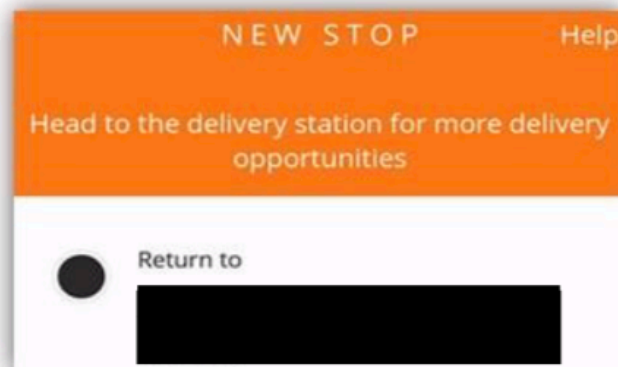 NEW STOP Help
Head to the delivery station for more delivery
opportunities
Return to